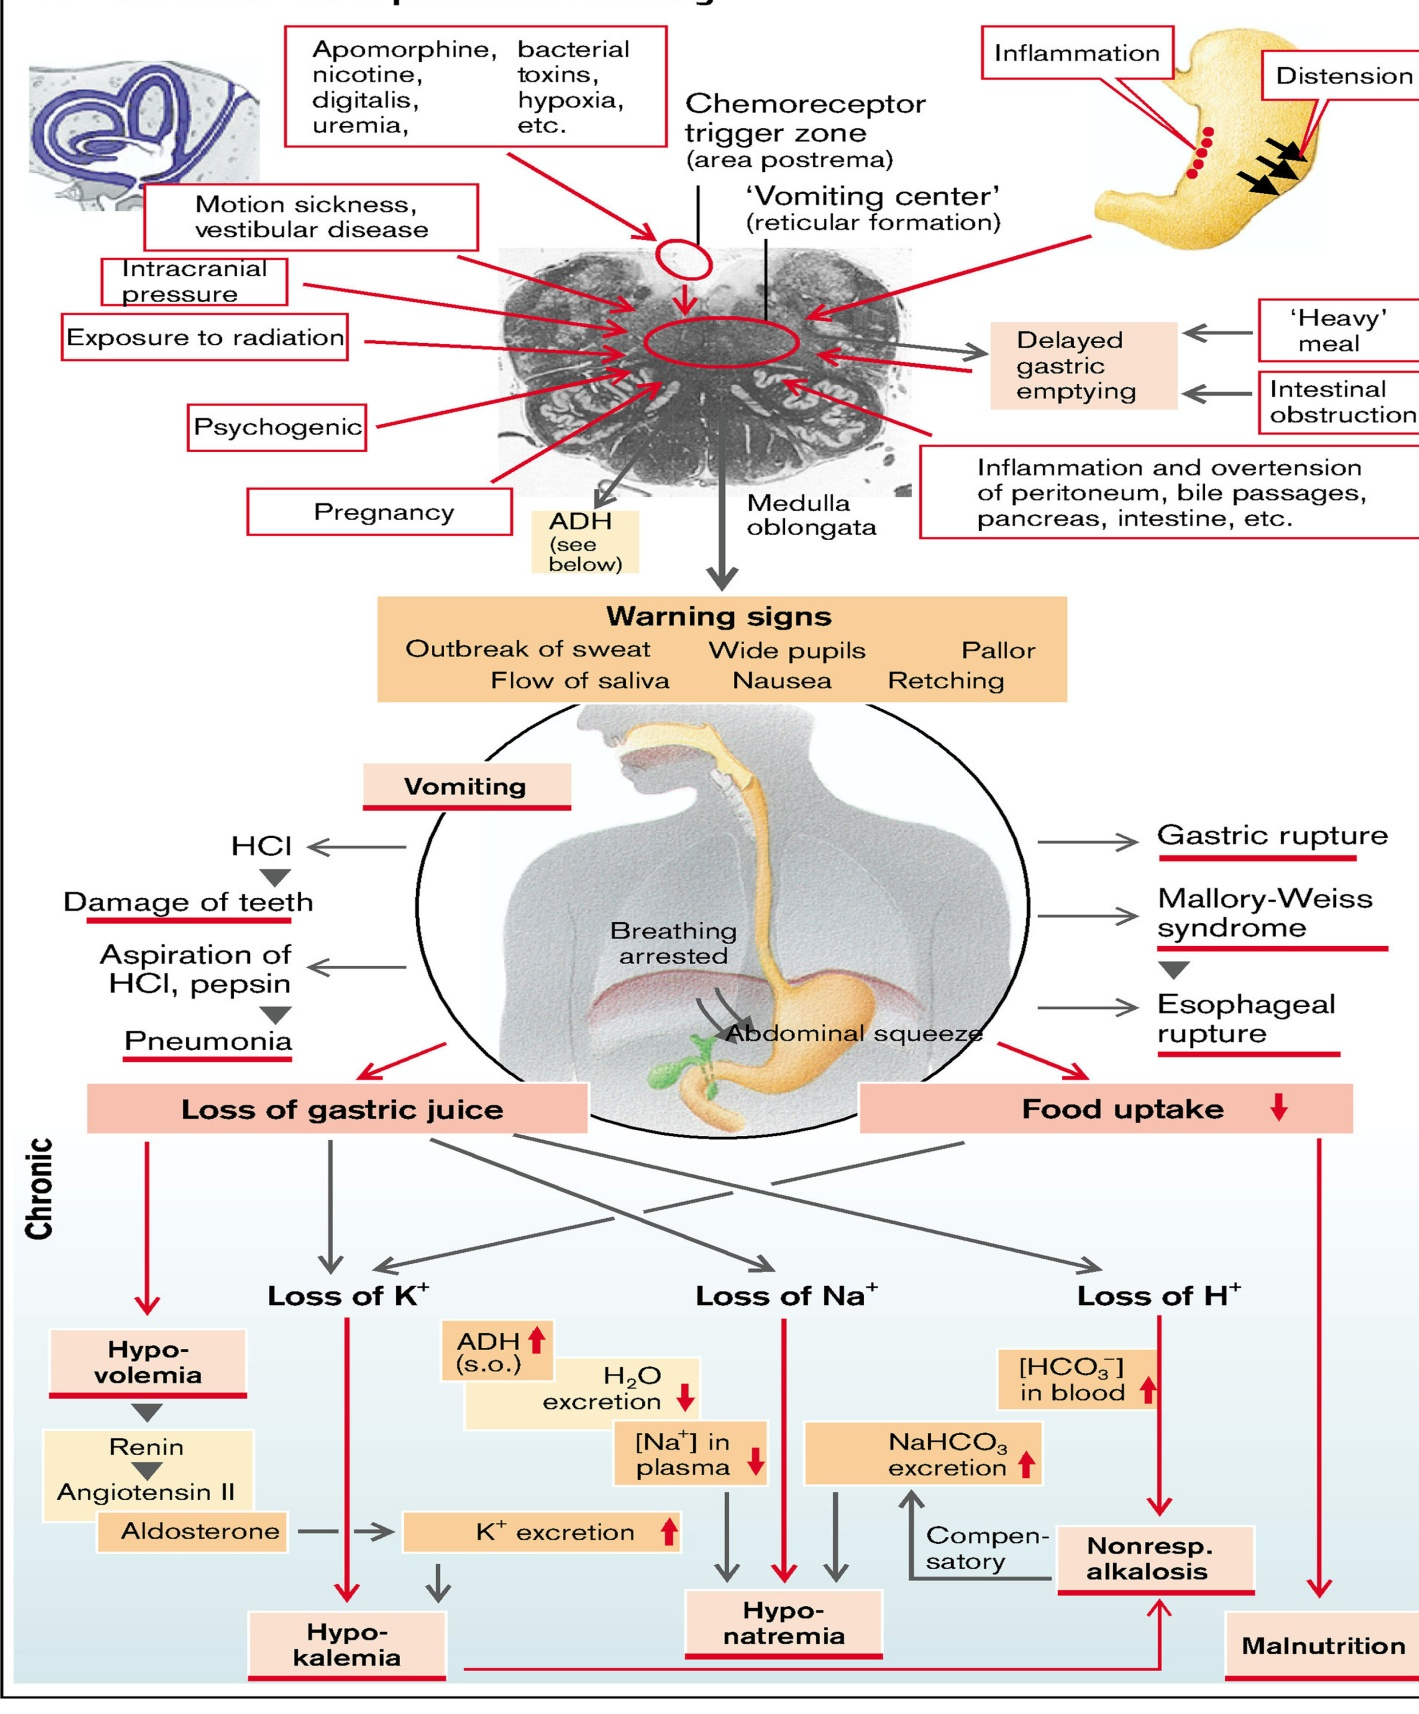 Apomorphine, bacterial
nicotine, toxins,
digitalis, hypoxia,
uremia, etc.
Inflammation
Distension
Chemoreceptor
trigger zone
(area postrema)
‘Vomiting center’
(reticular formation)
Motion sickness,
vestibular disease
Intracranial
pressure
Exposure to radiation
Psychogenic
Pregnancy
Delayed
gastric
emptying
‘Heavy’
meal
Intestinal
obstruction
Inflammation and overtension
of peritoneum, bile passages,
pancreas, intestine, etc.
ADH
(see
below)
Medulla
oblongata
Warning signs
Outbreak of sweat Wide pupils Pallor
Flow of saliva Nausea Retching
Vomiting
HCl
Damage of teeth
Aspiration of
HCl, pepsin
Pneumonia
Breathing
arrested
Abdominal squeeze
Gastric rupture
Mallory-Weiss
syndrome
Esophageal
rupture
Loss of gastric juice
Food uptake
Chronic
Loss of K⁺
Loss of Na⁺
Loss of H⁺
Hypo-
volemia
Renin
Angiotensin II
Aldosterone
ADH
(s.o.)
H₂O
excretion
[Na⁺] in
plasma
K⁺ excretion
NaHCO₃
excretion
[HCO₃⁻]
in blood
Compen-
satory
Nonresp.
alkalosis
Hypo-
kalemia
Hypo-
natremia
Malnutrition